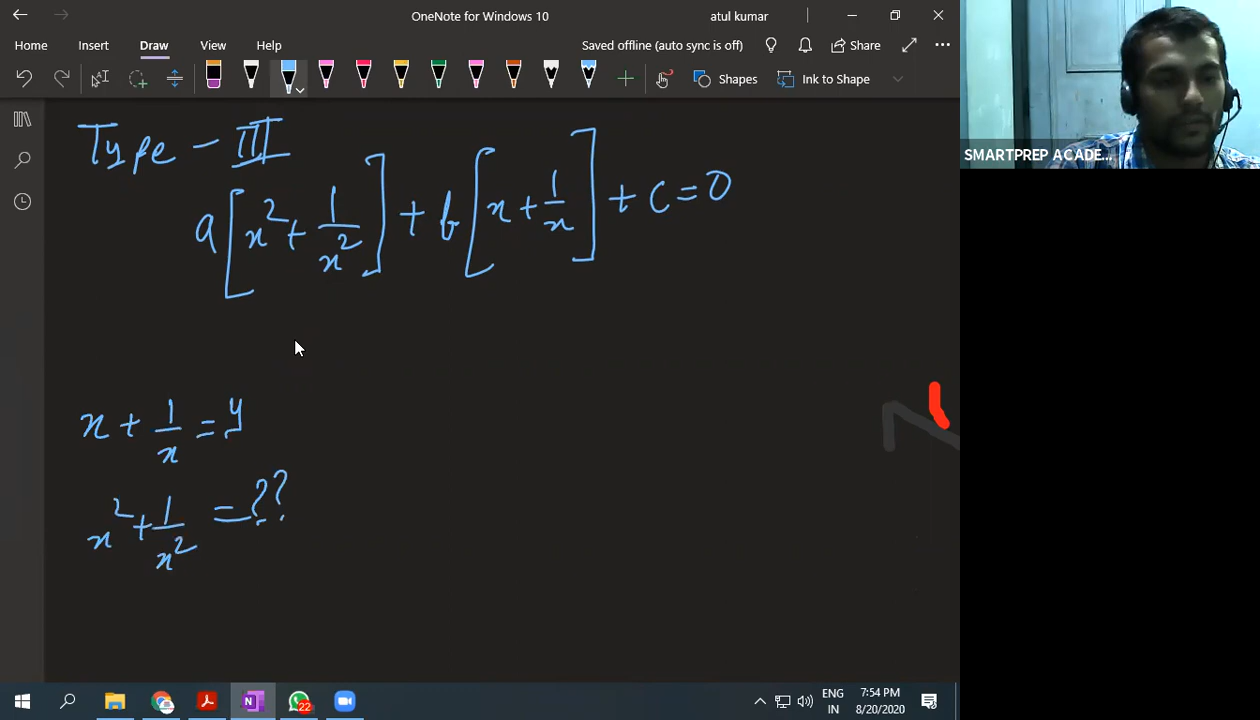 OneNote for Windows 10
atul kumar
Home Insert Draw View Help
Saved offline (auto sync is off)
Share
Shapes
Ink to Shape
SMARTPREP ACADE...
Type - III
a[x² + 1/x²] + b[x + 1/x] + c = 0
x + 1/x = y
x² + 1/x² = ??
22
N
ENG
IN
7:54 PM
8/20/2020